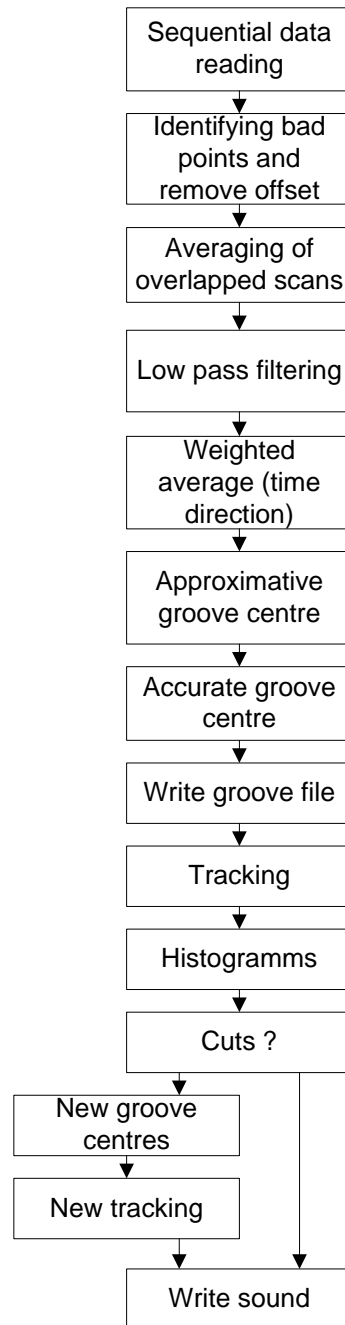 Sequential data
reading
Identifying bad
points and
remove offset
Averaging of
overlapped scans
Low pass filtering
Weighted
average (time
direction)
Approximative
groove centre
Accurate groove
centre
Write groove file
Tracking
Histogramms
Cuts ?
New groove
centres
New tracking
Write sound